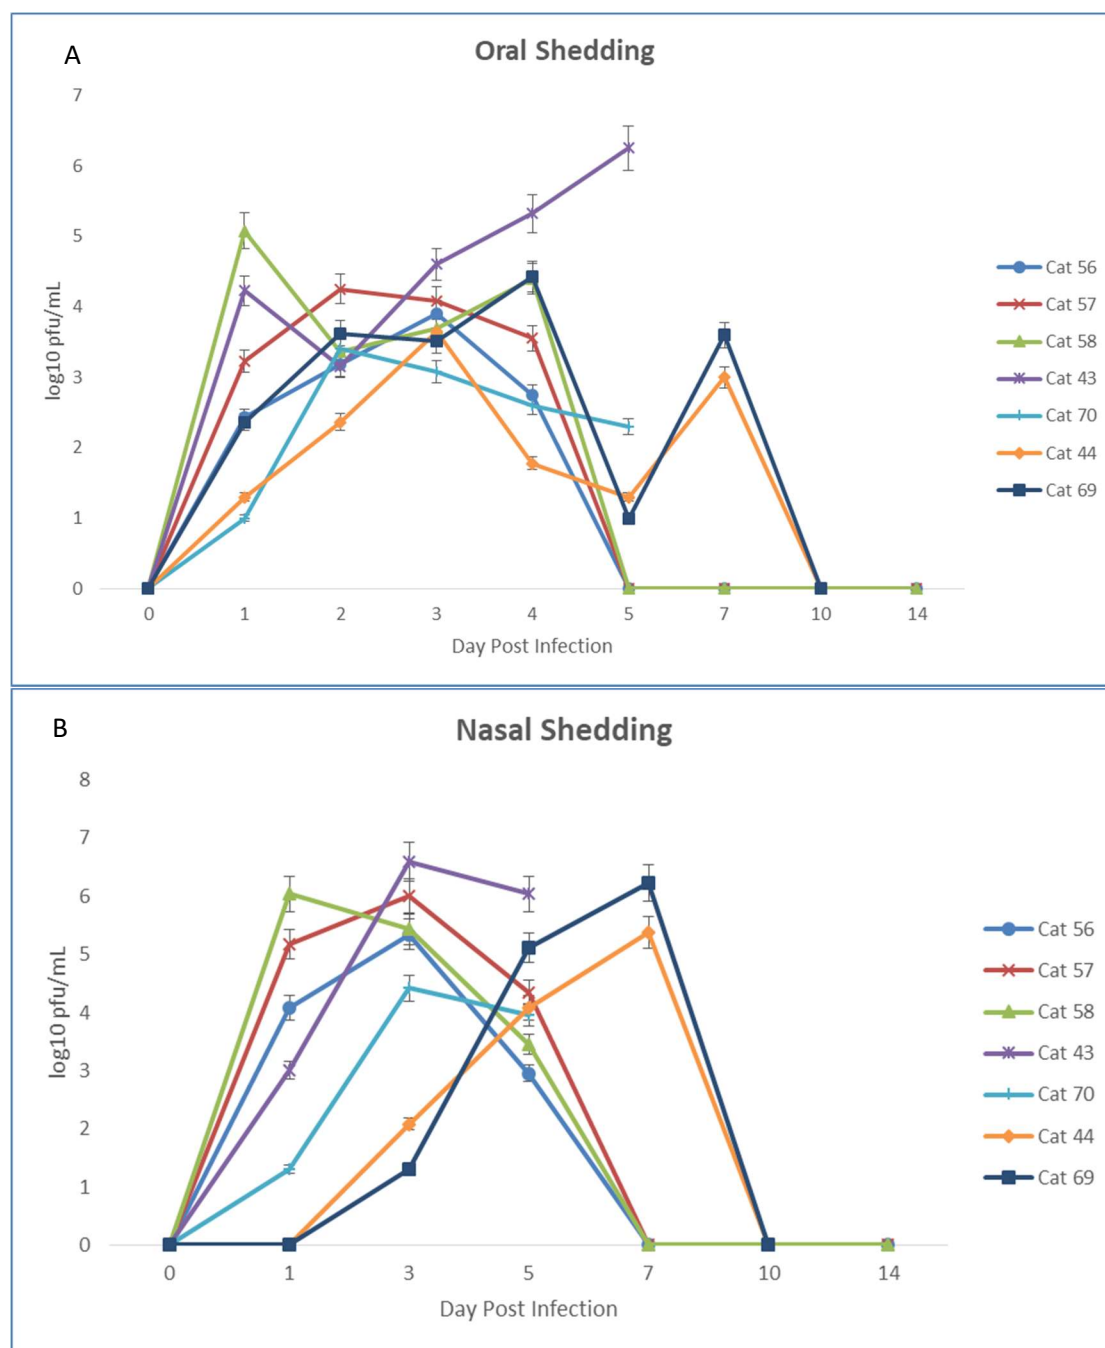 A
Oral Shedding
7
6
5
4
3
2
1
0
log10 pfu/mL
0 1 2 3 4 5 7 10 14
Day Post Infection
Cat 56
Cat 57
Cat 58
Cat 43
Cat 70
Cat 44
Cat 69
B
Nasal Shedding
8
7
6
5
4
3
2
1
0
log10 pfu/mL
0 1 3 5 7 10 14
Day Post Infection
Cat 56
Cat 57
Cat 58
Cat 43
Cat 70
Cat 44
Cat 69